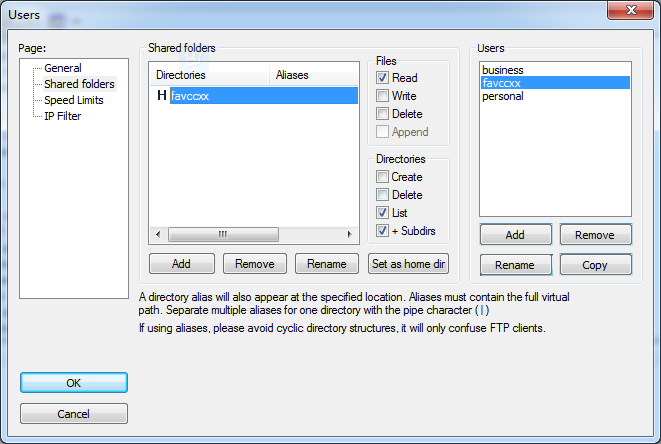 Users
Page:
General
Shared folders
Speed Limits
IP Filter
Shared folders
Directories Aliases
H favccxx
Files
Read
Write
Delete
Append
Directories
Create
Delete
List
+ Subdirs
Add Remove Rename Set as home dir
Users
business
favccxx
personal
Add Remove
Rename Copy
A directory alias will also appear at the specified location. Aliases must contain the full virtual
path. Separate multiple aliases for one directory with the pipe character ( | )
If using aliases, please avoid cyclic directory structures, it will only confuse FTP clients.
OK
Cancel